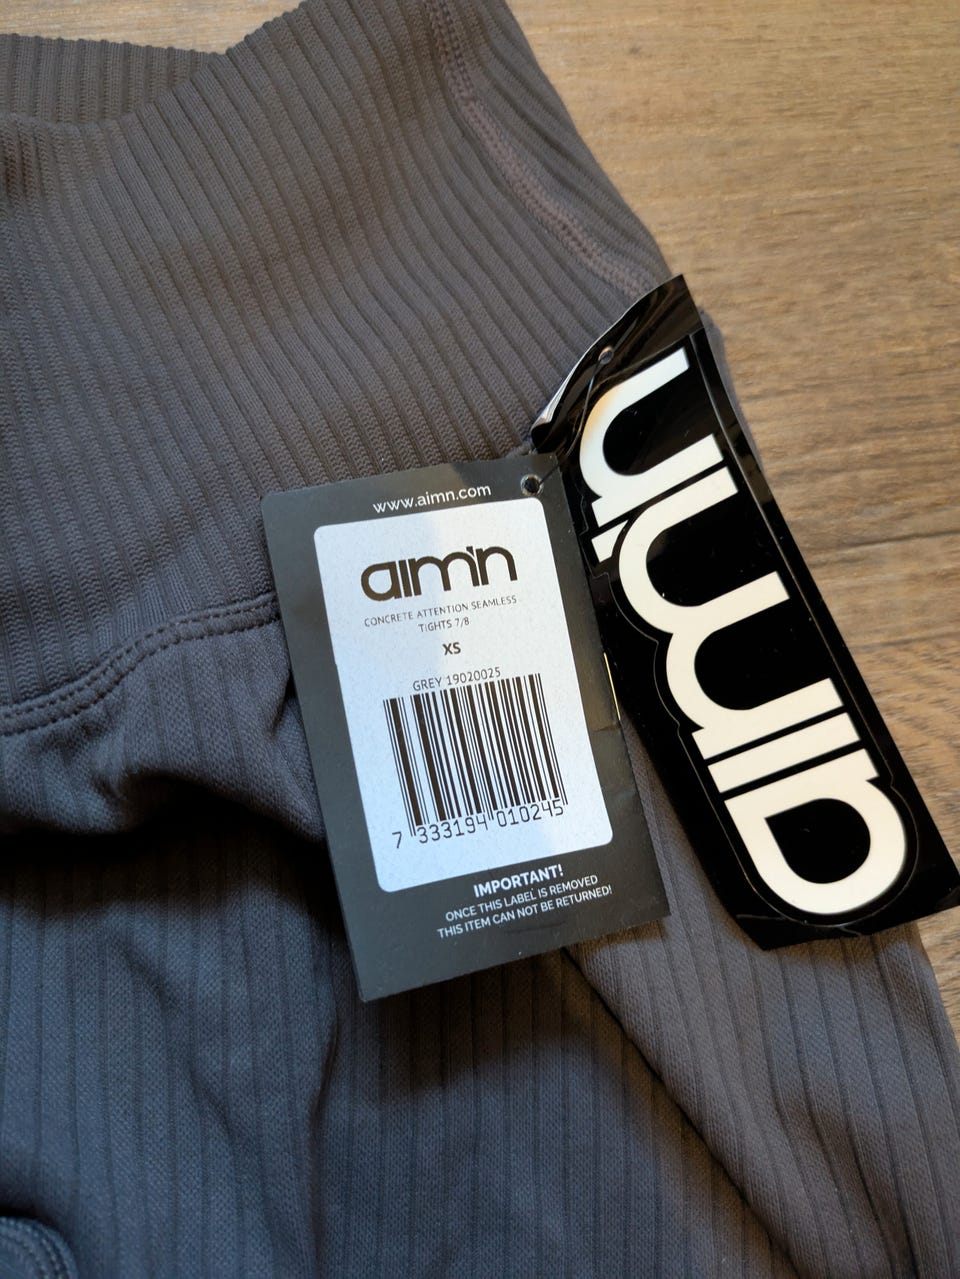 www.aimn.com
aim'n
CONCRETE ATTENTION SEAMLESS
TIGHTS 7/8
XS
GREY 19020025
7 333194 010245
IMPORTANT!
ONCE THIS LABEL IS REMOVED
THIS ITEM CAN NOT BE RETURNED!
aim'n